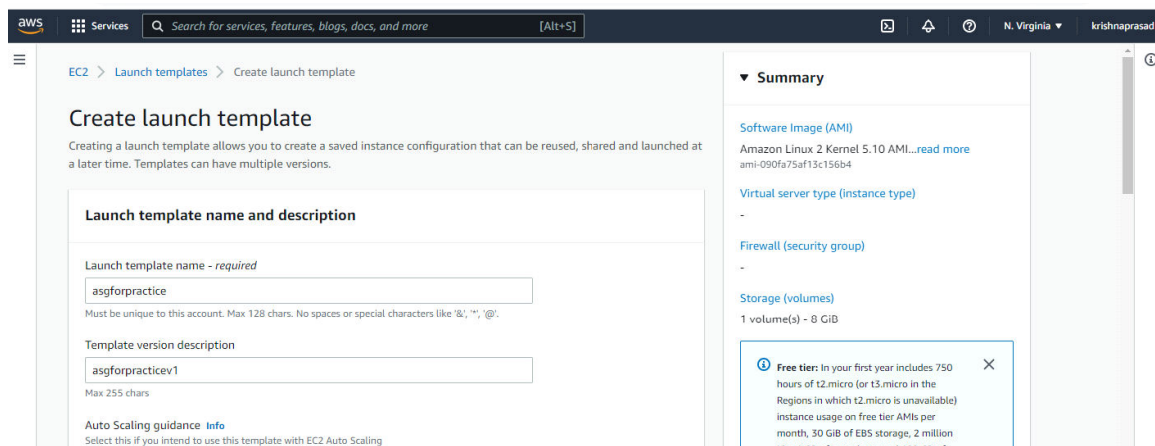 aws
Services
Search for services, features, blogs, docs, and more
[Alt+S]
N. Virginia ▼
krishnaprasad
EC2 > Launch templates > Create launch template
Create launch template
Creating a launch template allows you to create a saved instance configuration that can be reused, shared and launched at
a later time. Templates can have multiple versions.
Launch template name and description
Launch template name - required
asgforpractice
Must be unique to this account. Max 128 chars. No spaces or special characters like '&', '*', '@'.
Template version description
asgforpracticev1
Max 255 chars
Auto Scaling guidance Info
Select this if you intend to use this template with EC2 Auto Scaling
▼ Summary
Software Image (AMI)
Amazon Linux 2 Kernel 5.10 AMI...read more
ami-090fa75af13c156b4
Virtual server type (instance type)
-
Firewall (security group)
-
Storage (volumes)
1 volume(s) - 8 GiB
Free tier: In your first year includes 750
hours of t2.micro (or t3.micro in the
Regions in which t2.micro is unavailable)
instance usage on free tier AMIs per
month, 30 GiB of EBS storage, 2 million